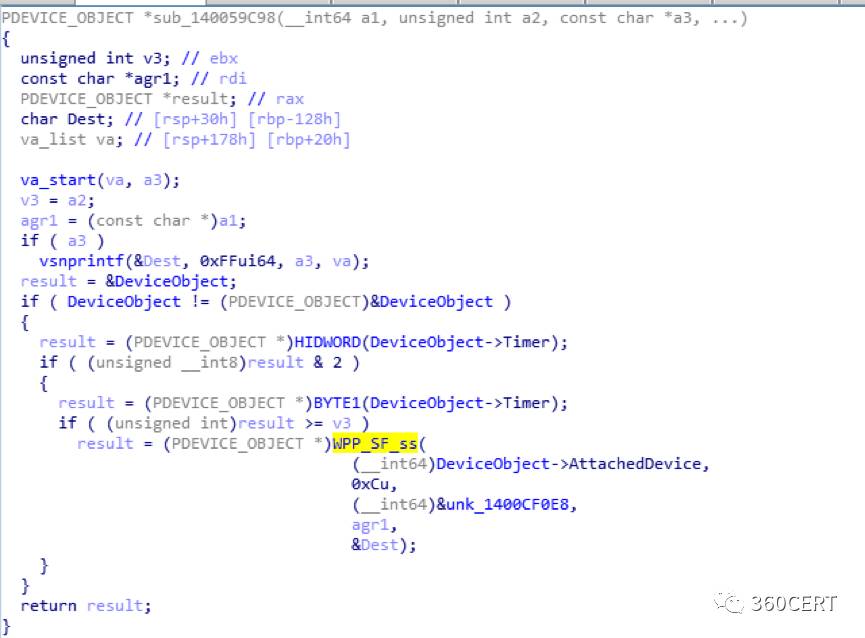 PDEVICE_OBJECT *sub_140059C98(__int64 a1, unsigned int a2, const char *a3, ...)
{
  unsigned int v3; // ebx
  const char *agr1; // rdi
  PDEVICE_OBJECT *result; // rax
  char Dest; // [rsp+30h] [rbp-128h]
  va_list va; // [rsp+178h] [rbp+20h]

  va_start(va, a3);
  v3 = a2;
  agr1 = (const char *)a1;
  if ( a3 )
    vsnprintf(&Dest, 0xFFui64, a3, va);
  result = &DeviceObject;
  if ( DeviceObject != (PDEVICE_OBJECT)&DeviceObject )
  {
    result = (PDEVICE_OBJECT *)HIDWORD(DeviceObject->Timer);
    if ( (unsigned __int8)result & 2 )
    {
      result = (PDEVICE_OBJECT *)BYTE1(DeviceObject->Timer);
      if ( (unsigned int)result >= v3 )
        result = (PDEVICE_OBJECT *)WPP_SF_ss(
                                     (__int64)DeviceObject->AttachedDevice,
                                     0xCu,
                                     (__int64)&unk_1400CF0E8,
                                     agr1,
                                     &Dest);
    }
  }
  return result;
}
360CERT